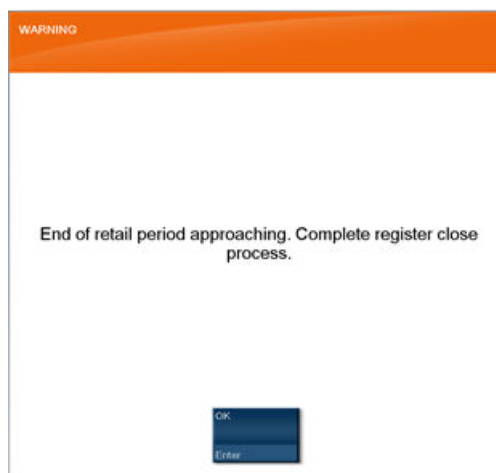 WARNING
End of retail period approaching. Complete register close
process.
OK
Enter